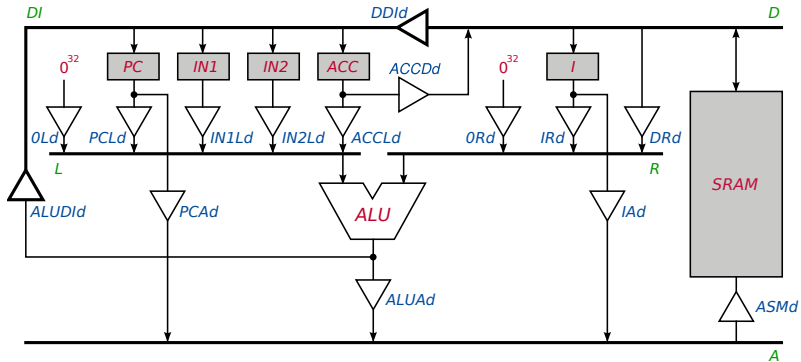 DI DDId D
0³² PC IN1 IN2 ACC ACCDd 0³² I
0Ld PCLd IN1Ld IN2Ld ACCLd 0Rd IRd DRd
L R
SRAM
ALUDId PCAd ALU IAd
ALUAd ASMd
A